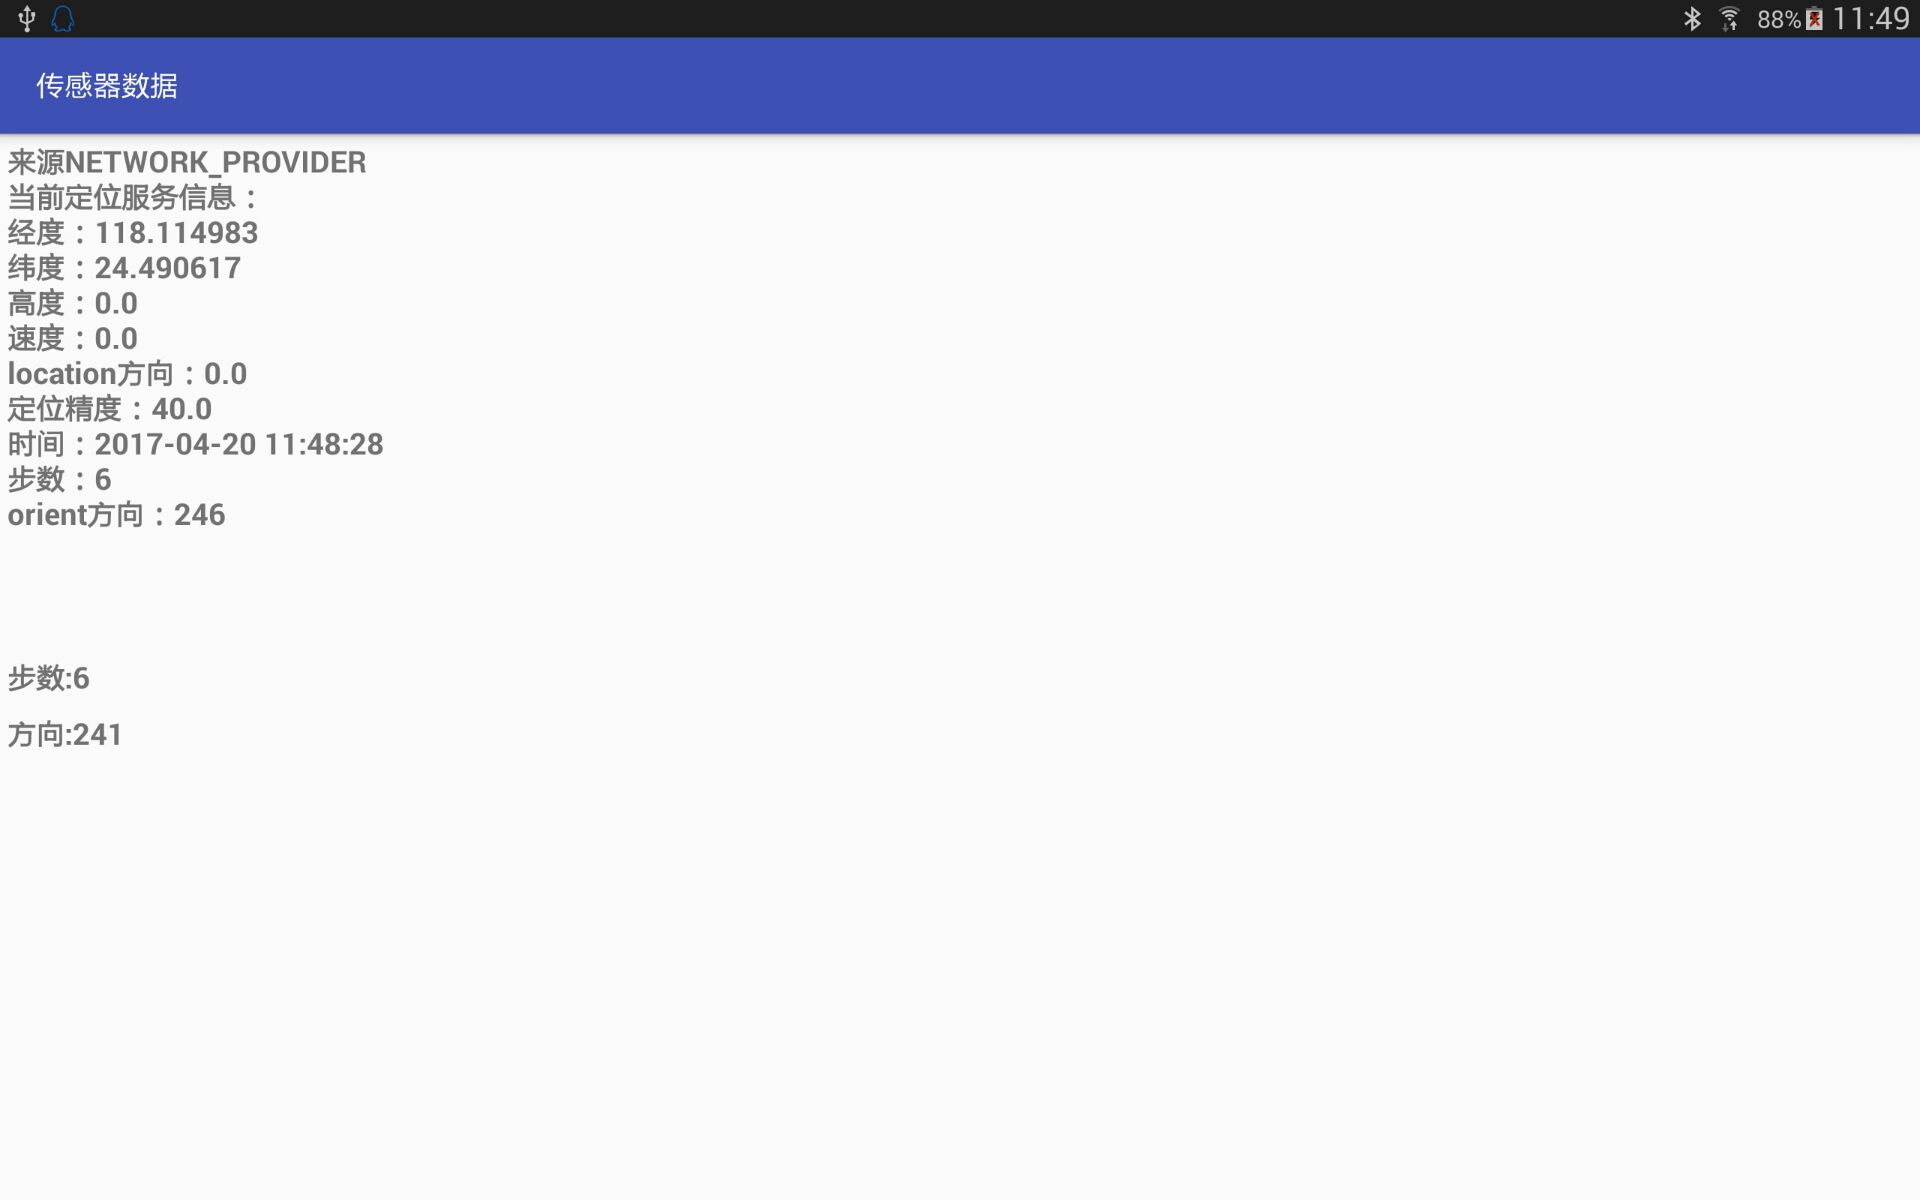 88% 11:49
传感器数据
来源NETWORK_PROVIDER
当前定位服务信息：
经度：118.114983
纬度：24.490617
高度：0.0
速度：0.0
location方向：0.0
定位精度：40.0
时间：2017-04-20 11:48:28
步数：6
orient方向：246
步数:6
方向:241